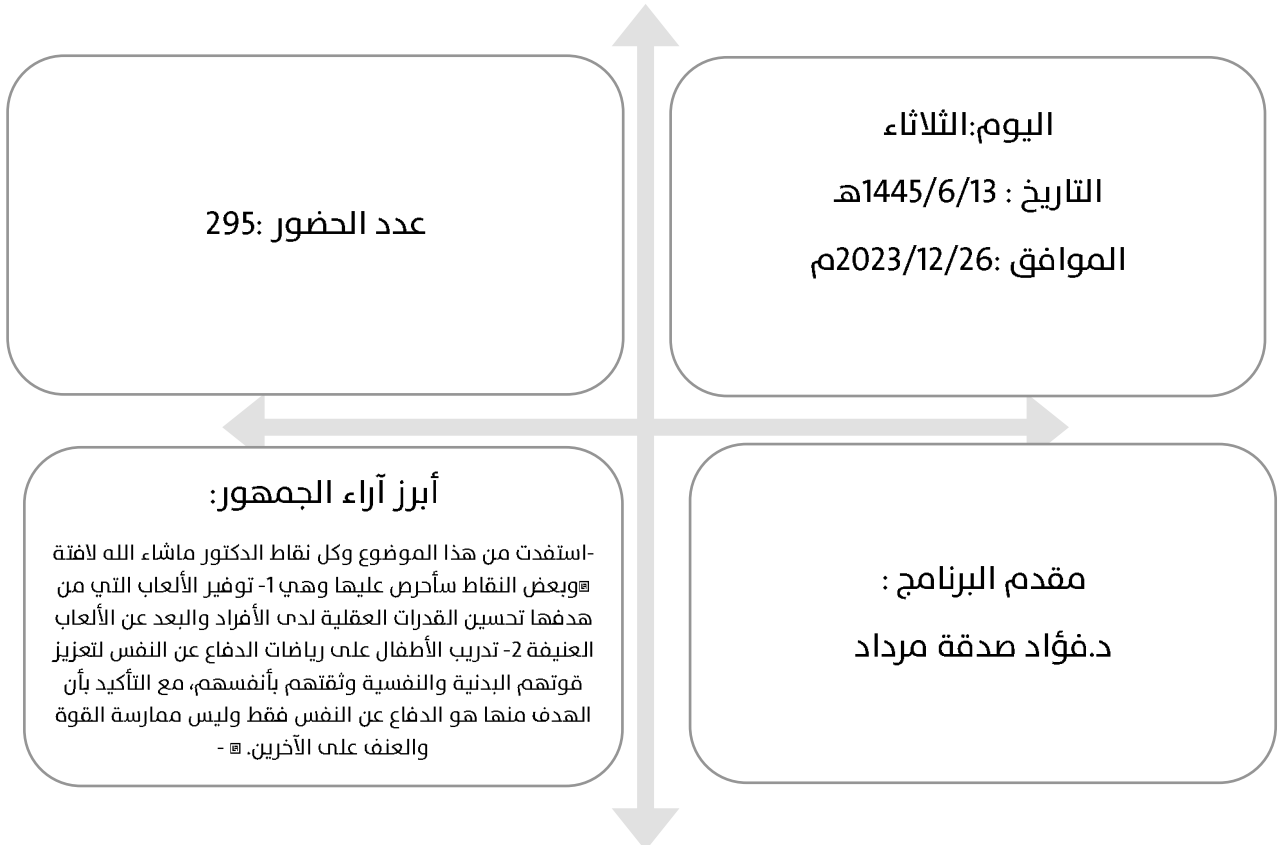 اليوم:الثلاثاء
التاريخ : 1445/6/13هـ
الموافق :2023/12/26م
عدد الحضور :295
مقدم البرنامج :
د.فؤاد صدقة مرداد
أبرز آراء الجمهور:
-استفدت من هذا الموضوع وكل نقاط الدكتور ماشاء الله لافتة
وبعض النقاط سأحرص عليها وهي 1- توفير الألعاب التي من
هدفها تحسين القدرات العقلية لدى الأفراد والبعد عن الألعاب
العنيفة 2- تدريب الأطفال على رياضات الدفاع عن النفس لتعزيز
قوتهم البدنية والنفسية وثقتهم بأنفسهم، مع التأكيد بأن
الهدف منها هو الدفاع عن النفس فقط وليس ممارسة القوة
والعنف على الآخرين. -